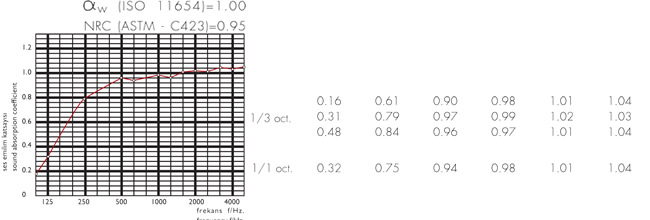 αw (ISO 11654)=1.00
NRC (ASTM - C423)=0.95
ses emilim katsayısı
sound absorption coefficient
1.2
1.0
0.8
0.6
0.4
0.2
0
125 250 500 1000 2000 4000
frekans f/Hz.
frequency f/Hz.
0.16 0.61 0.90 0.98 1.01 1.04
1/3 oct. 0.31 0.79 0.97 0.99 1.02 1.03
0.48 0.84 0.96 0.97 1.01 1.04
1/1 oct. 0.32 0.75 0.94 0.98 1.01 1.04